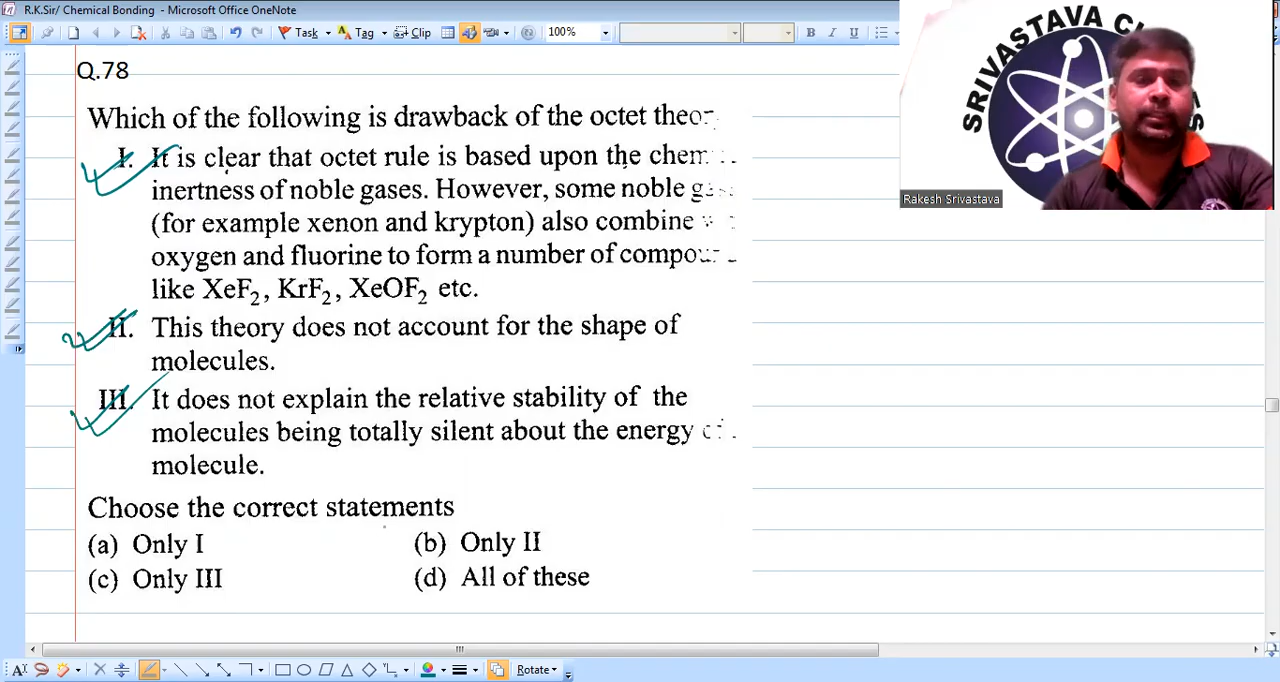 R.K.Sir/ Chemical Bonding - Microsoft Office OneNote
Task Tag Clip 100% B I U
Q.78
Which of the following is drawback of the octet theory
I. It is clear that octet rule is based upon the chem
inertness of noble gases. However, some noble
(for example xenon and krypton) also combine
oxygen and fluorine to form a number of
like XeF2, KrF2, XeOF2 etc.
II. This theory does not account for the shape of
molecules.
III. It does not explain the relative stability of the
molecules being totally silent about the energy
molecule.
Choose the correct statements
(a) Only I (b) Only II
(c) Only III (d) All of these
SRIVASTAVA
Rakesh Srivastava
Rotate